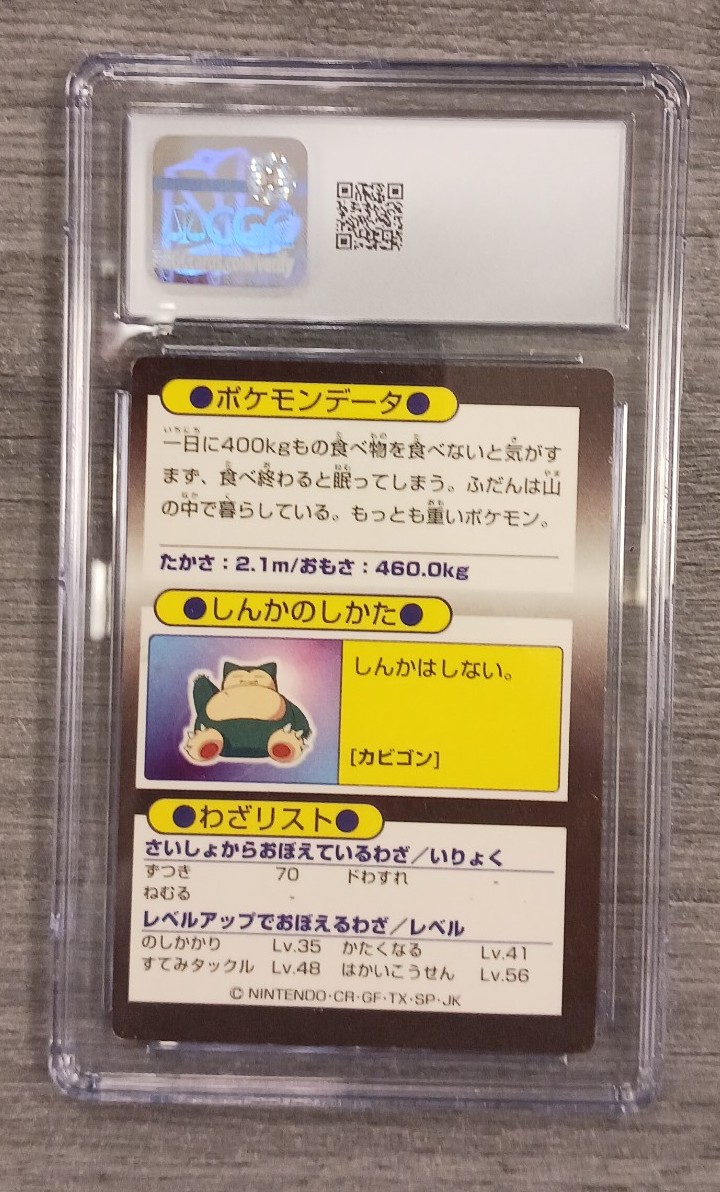 CGC
ポケモンデータ
一日に400kgもの食べ物を食べないと気がす
まず、食べ終わると眠ってしまう。ふだんは山
の中で暮らしている。もっとも重いポケモン。
たかさ：2.1m/おもさ：460.0kg
しんかのしかた
しんかはしない。
[カビゴン]
わざリスト
さいしょからおぼえているわざ／いりょく
ずつき 70 ドわすれ -
ねむる -
レベルアップでおぼえるわざ／レベル
のしかかり Lv.35 かたくなる Lv.41
すてみタックル Lv.48 はかいこうせん Lv.56
© NINTENDO·CR·GF·TX·SP·JK